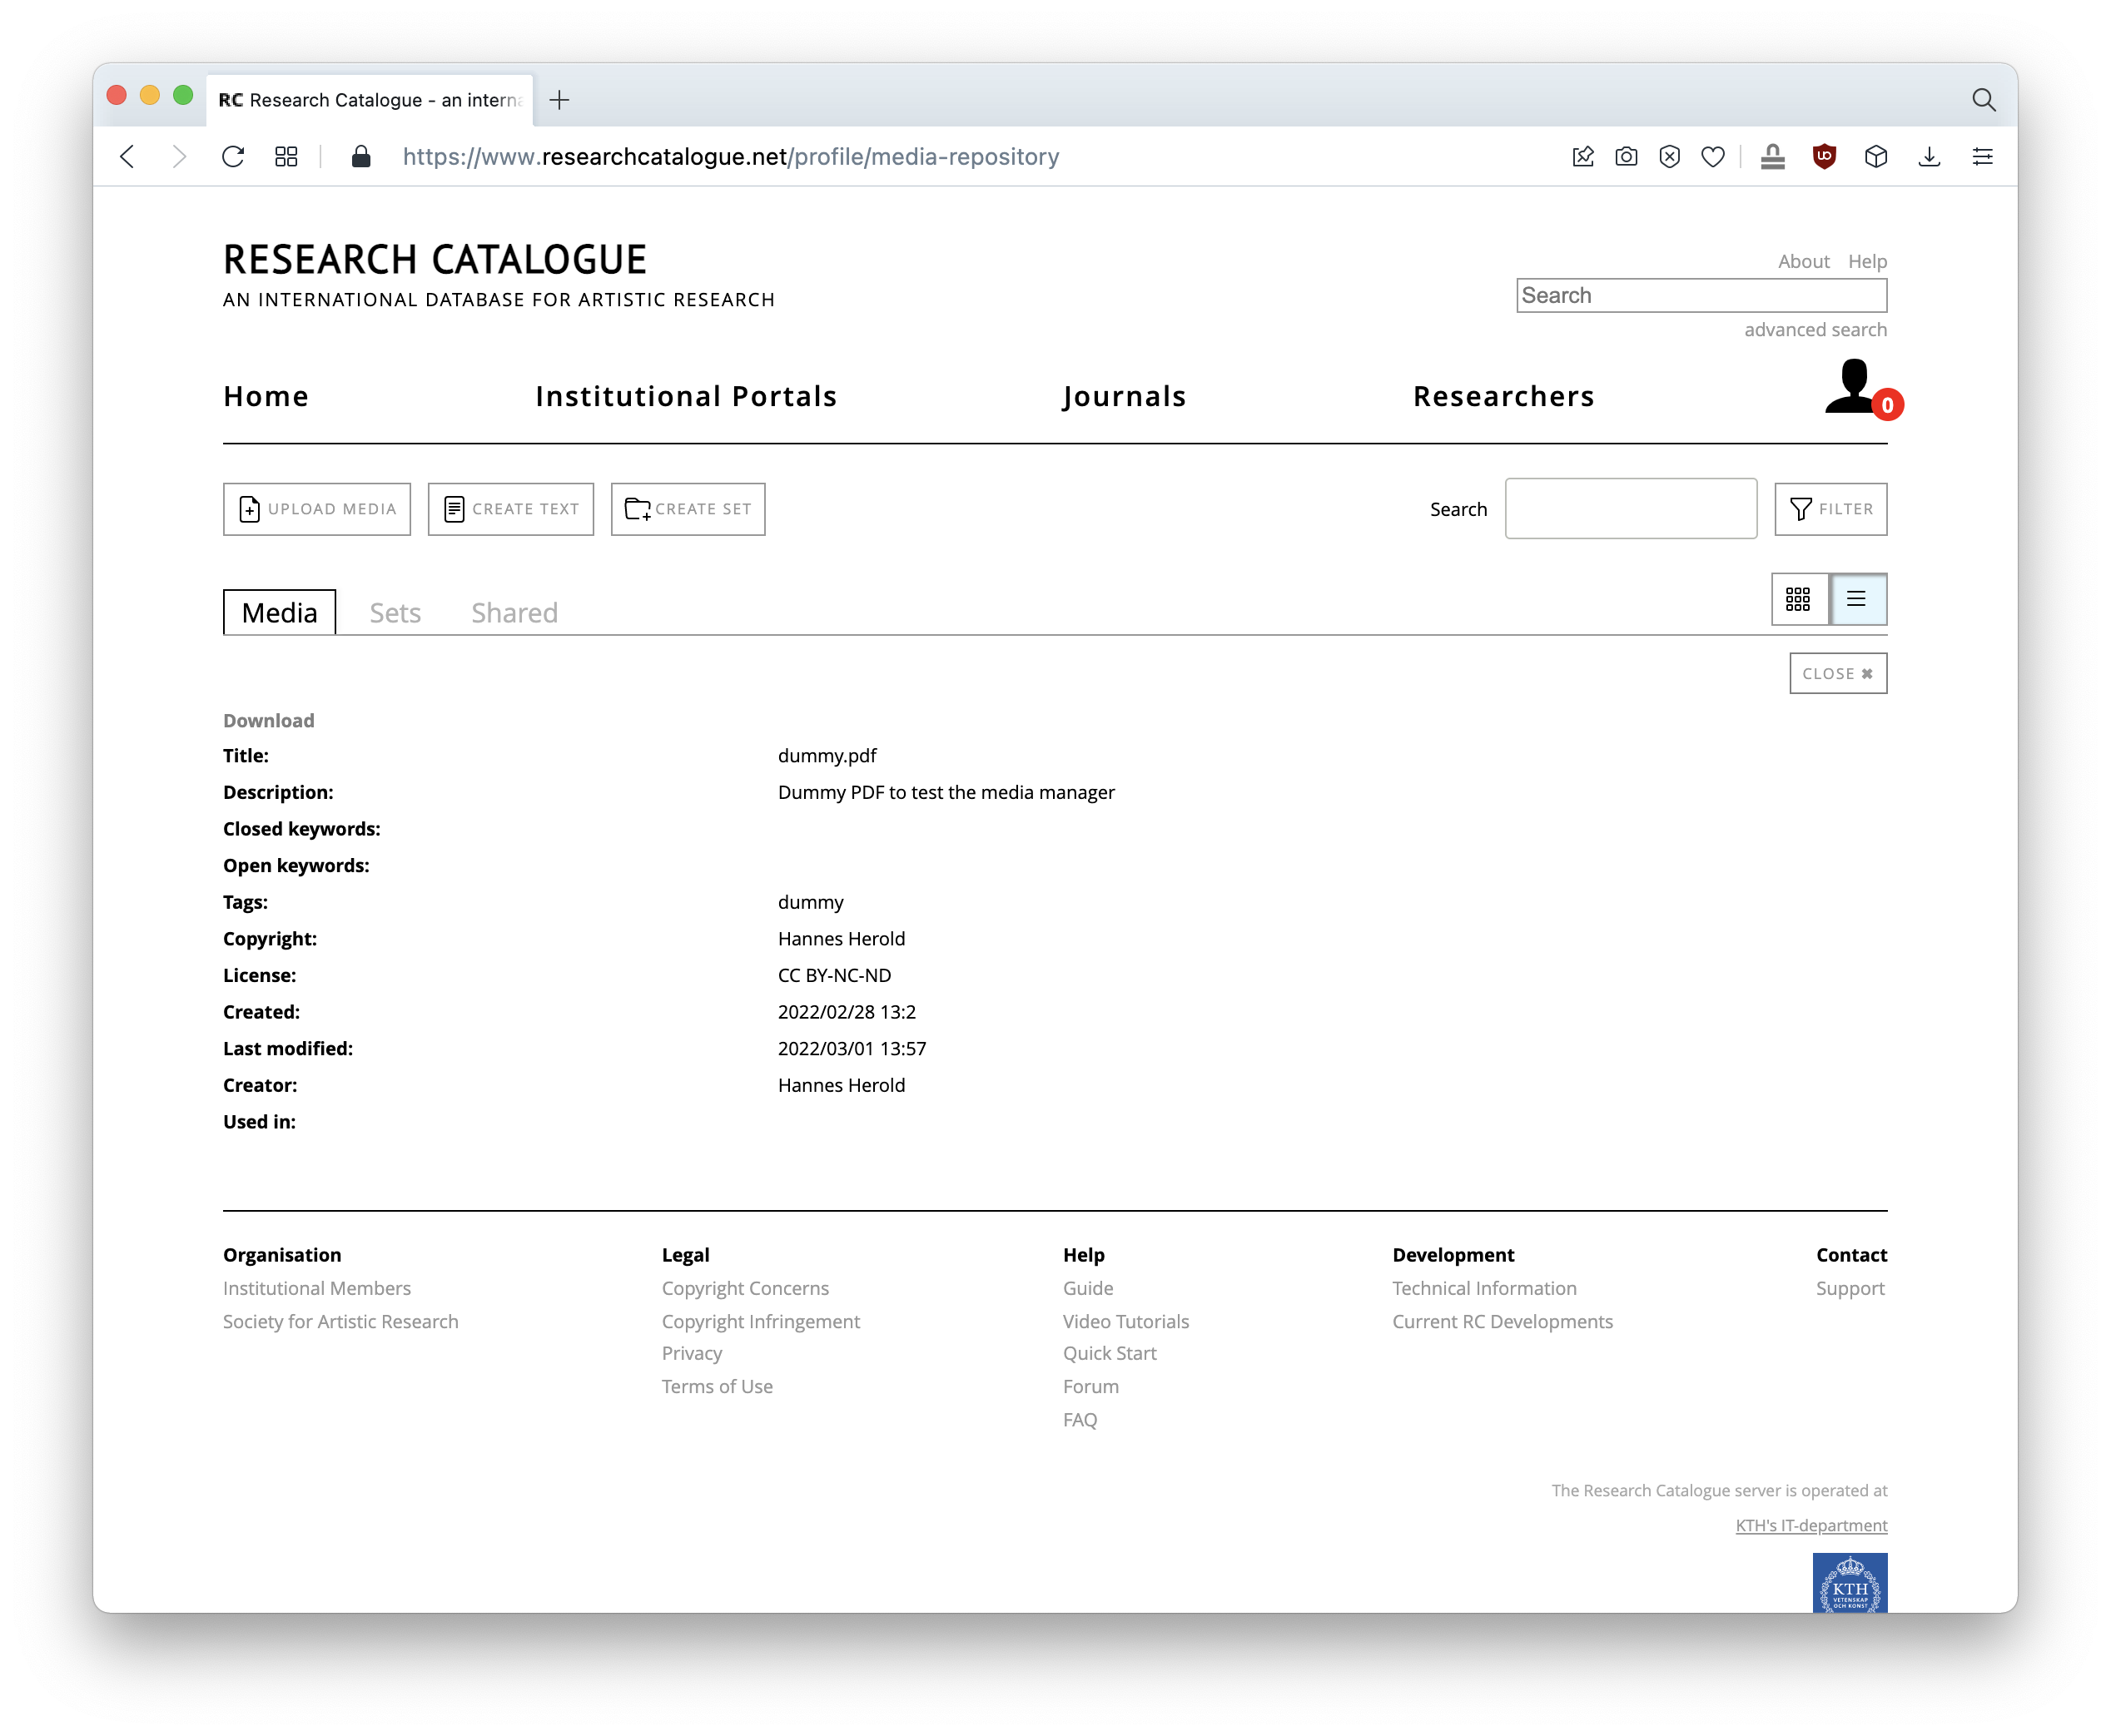 RC Research Catalogue - an interna
https://www.researchcatalogue.net/profile/media-repository
RESEARCH CATALOGUE
AN INTERNATIONAL DATABASE FOR ARTISTIC RESEARCH
About Help
Search
advanced search
Home Institutional Portals Journals Researchers 0
UPLOAD MEDIA CREATE TEXT CREATE SET Search FILTER
Media Sets Shared
CLOSE ✖
Download
Title: dummy.pdf
Description: Dummy PDF to test the media manager
Closed keywords:
Open keywords:
Tags: dummy
Copyright: Hannes Herold
License: CC BY-NC-ND
Created: 2022/02/28 13:2
Last modified: 2022/03/01 13:57
Creator: Hannes Herold
Used in:
Organisation Legal Help Development Contact
Institutional Members Copyright Concerns Guide Technical Information Support
Society for Artistic Research Copyright Infringement Video Tutorials Current RC Developments
Privacy Quick Start
Terms of Use Forum
FAQ
The Research Catalogue server is operated at
KTH's IT-department
KTH
VETENSKAP
OCH KONST